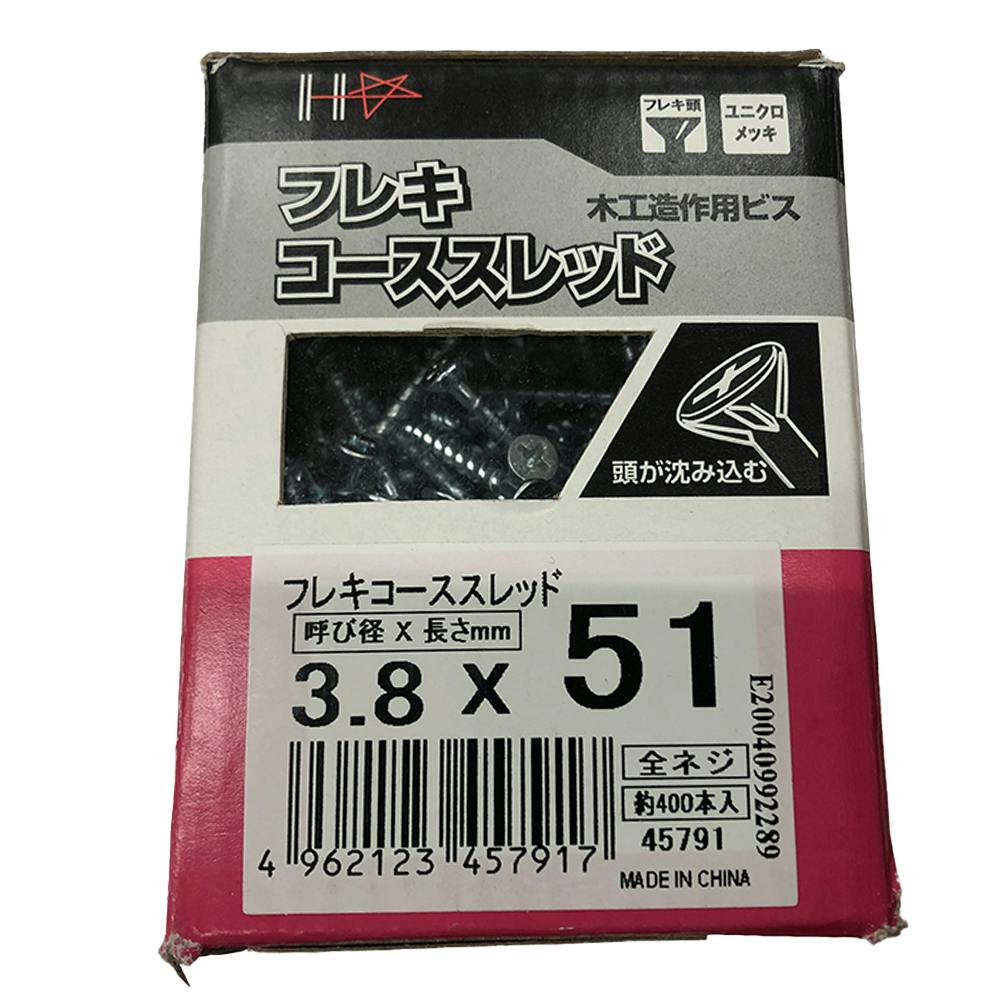 フレキ頭
ユニクロ
メッキ
フレキ
コーススレッド
木工造作用ビス
頭が沈み込む
フレキコーススレッド
呼び径 X 長さmm
3.8 x 51
全ネジ
約400本入
45791
4 962123 457917
MADE IN CHINA
E20040992289